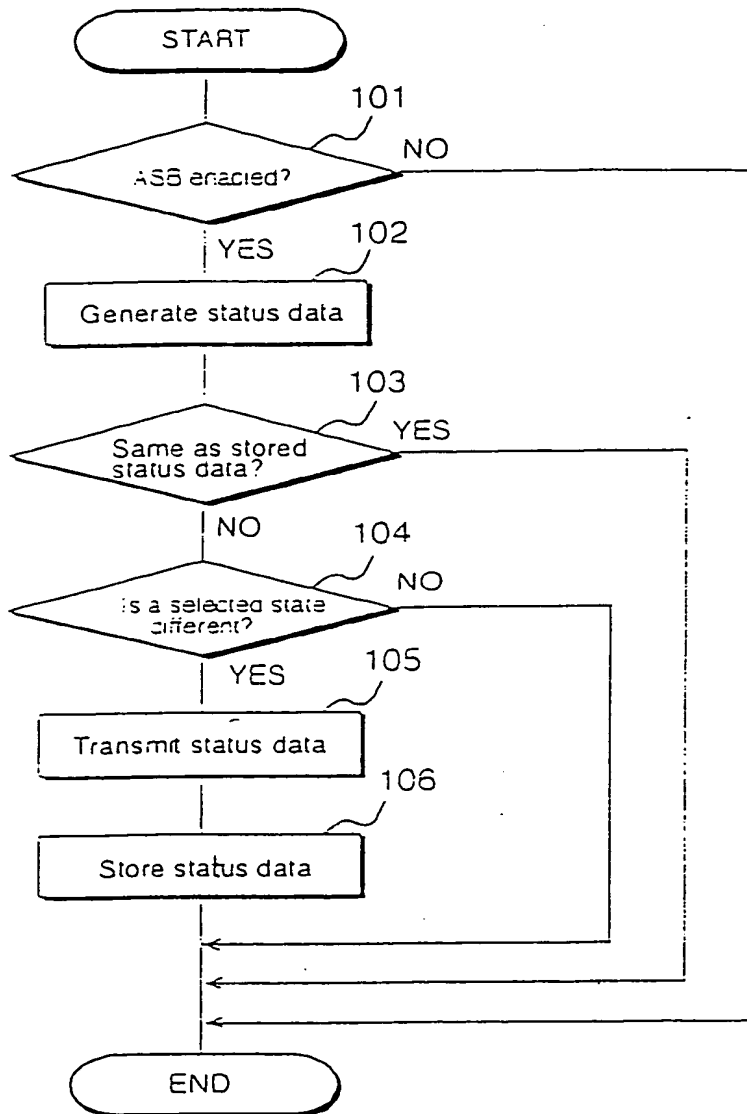 START
101
NO
ASB enacted?
YES
102
Generate status data
103
YES
Same as stored
status data?
NO
104
NO
Is a selected state
different?
YES
105
Transmit status data
106
Store status data
END